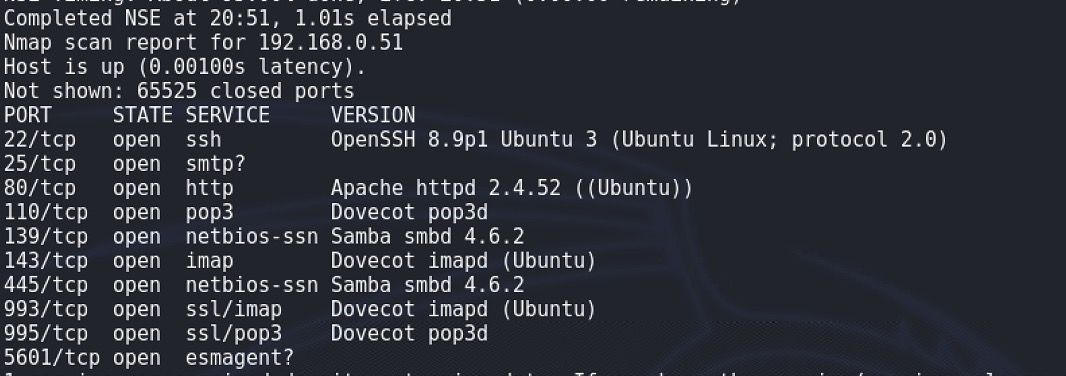 Completed NSE at 20:51, 1.01s elapsed
Nmap scan report for 192.168.0.51
Host is up (0.00100s latency).
Not shown: 65525 closed ports
PORT     STATE SERVICE     VERSION
22/tcp   open  ssh         OpenSSH 8.9p1 Ubuntu 3 (Ubuntu Linux; protocol 2.0)
25/tcp   open  smtp?
80/tcp   open  http        Apache httpd 2.4.52 ((Ubuntu))
110/tcp  open  pop3        Dovecot pop3d
139/tcp  open  netbios-ssn Samba smbd 4.6.2
143/tcp  open  imap        Dovecot imapd (Ubuntu)
445/tcp  open  netbios-ssn Samba smbd 4.6.2
993/tcp  open  ssl/imap    Dovecot imapd (Ubuntu)
995/tcp  open  ssl/pop3    Dovecot pop3d
5601/tcp open  esmagent?